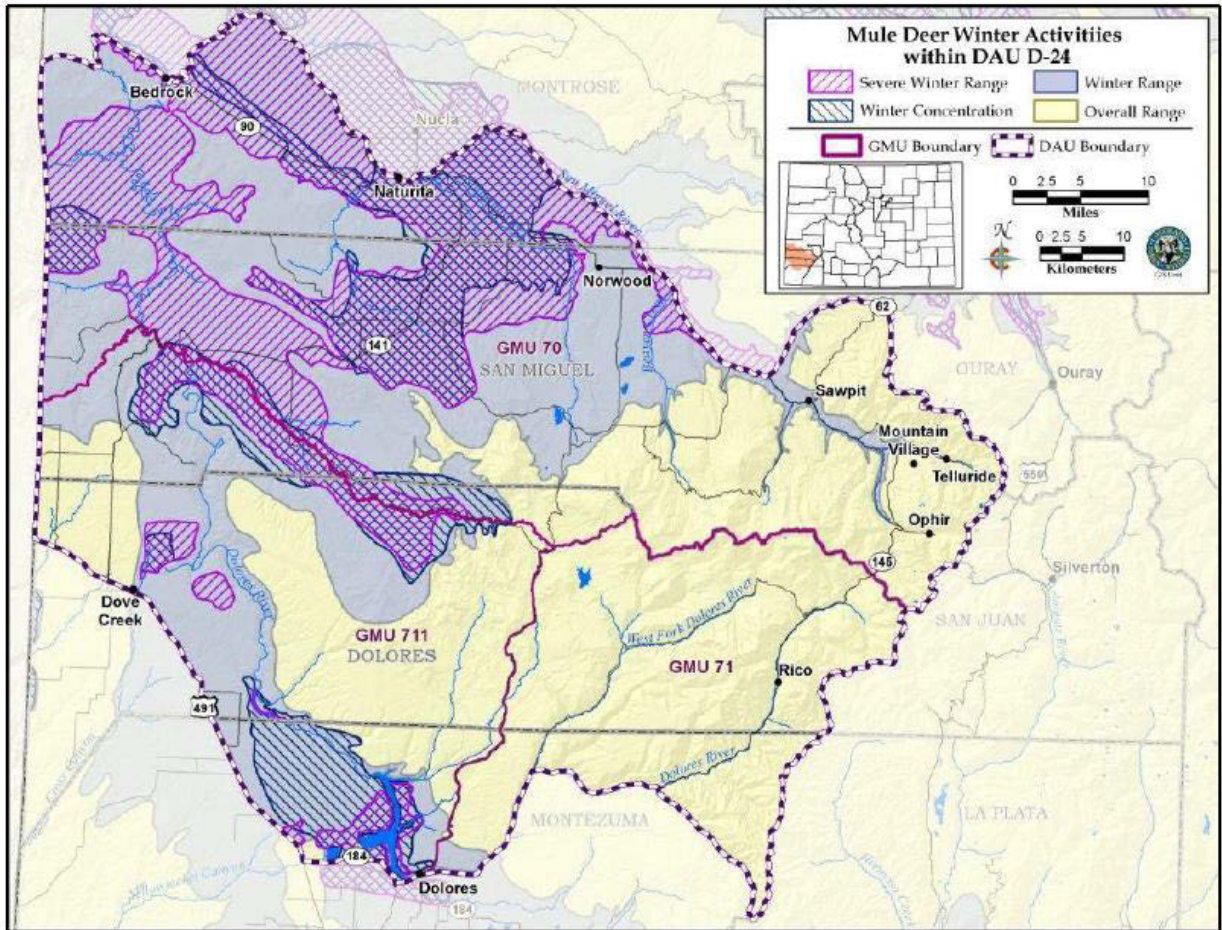 Mule Deer Winter Activitiies
within DAU D-24
Severe Winter Range
Winter Range
Winter Concentration
Overall Range
GMU Boundary
DAU Boundary
0 2.5 5 10
Miles
N
0 2.5 5 10
Kilometers
MONTROSE
Bedrock
Nucla
90
Naturita
San Miguel River
Norwood
62
141
GMU 70
SAN MIGUEL
OURAY
Ouray
Sawpit
Mountain
Village
Telluride
550
Ophir
145
Silverton
Dolores River
Dove
Creek
SAN JUAN
GMU 711
DOLORES
West Fork Dolores River
GMU 71
Rico
491
Dolores River
MONTEZUMA
LA PLATA
184
Dolores
184